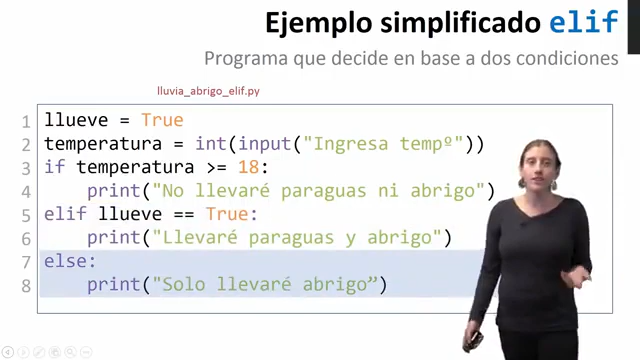 Ejemplo simplificado elif
Programa que decide en base a dos condiciones
lluvia_abrigo_elif.py
1 llueve = True
2 temperatura = int(input("Ingresa tempº"))
3 if temperatura >= 18:
4 print("No llevaré paraguas ni abrigo")
5 elif llueve == True:
6 print("Llevaré paraguas y abrigo")
7 else:
8 print("Solo llevaré abrigo”)